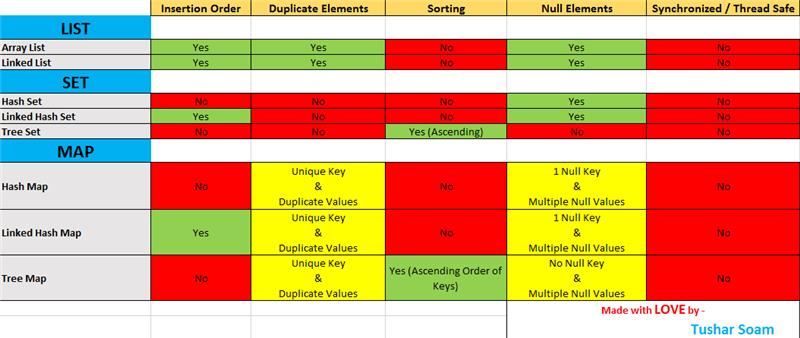 Insertion Order Duplicate Elements Sorting Null Elements Synchronized / Thread Safe
LIST
Array List Yes Yes No Yes No
Linked List Yes Yes No Yes No
SET
Hash Set No No No Yes No
Linked Hash Set Yes No No Yes No
Tree Set No No Yes (Ascending) No No
MAP
Hash Map No Unique Key & Duplicate Values No 1 Null Key & Multiple Null Values No
Linked Hash Map Yes Unique Key & Duplicate Values No 1 Null Key & Multiple Null Values No
Tree Map No Unique Key & Duplicate Values Yes (Ascending Order of Keys) No Null Key & Multiple Null Values No
Made with LOVE by -
Tushar Soam